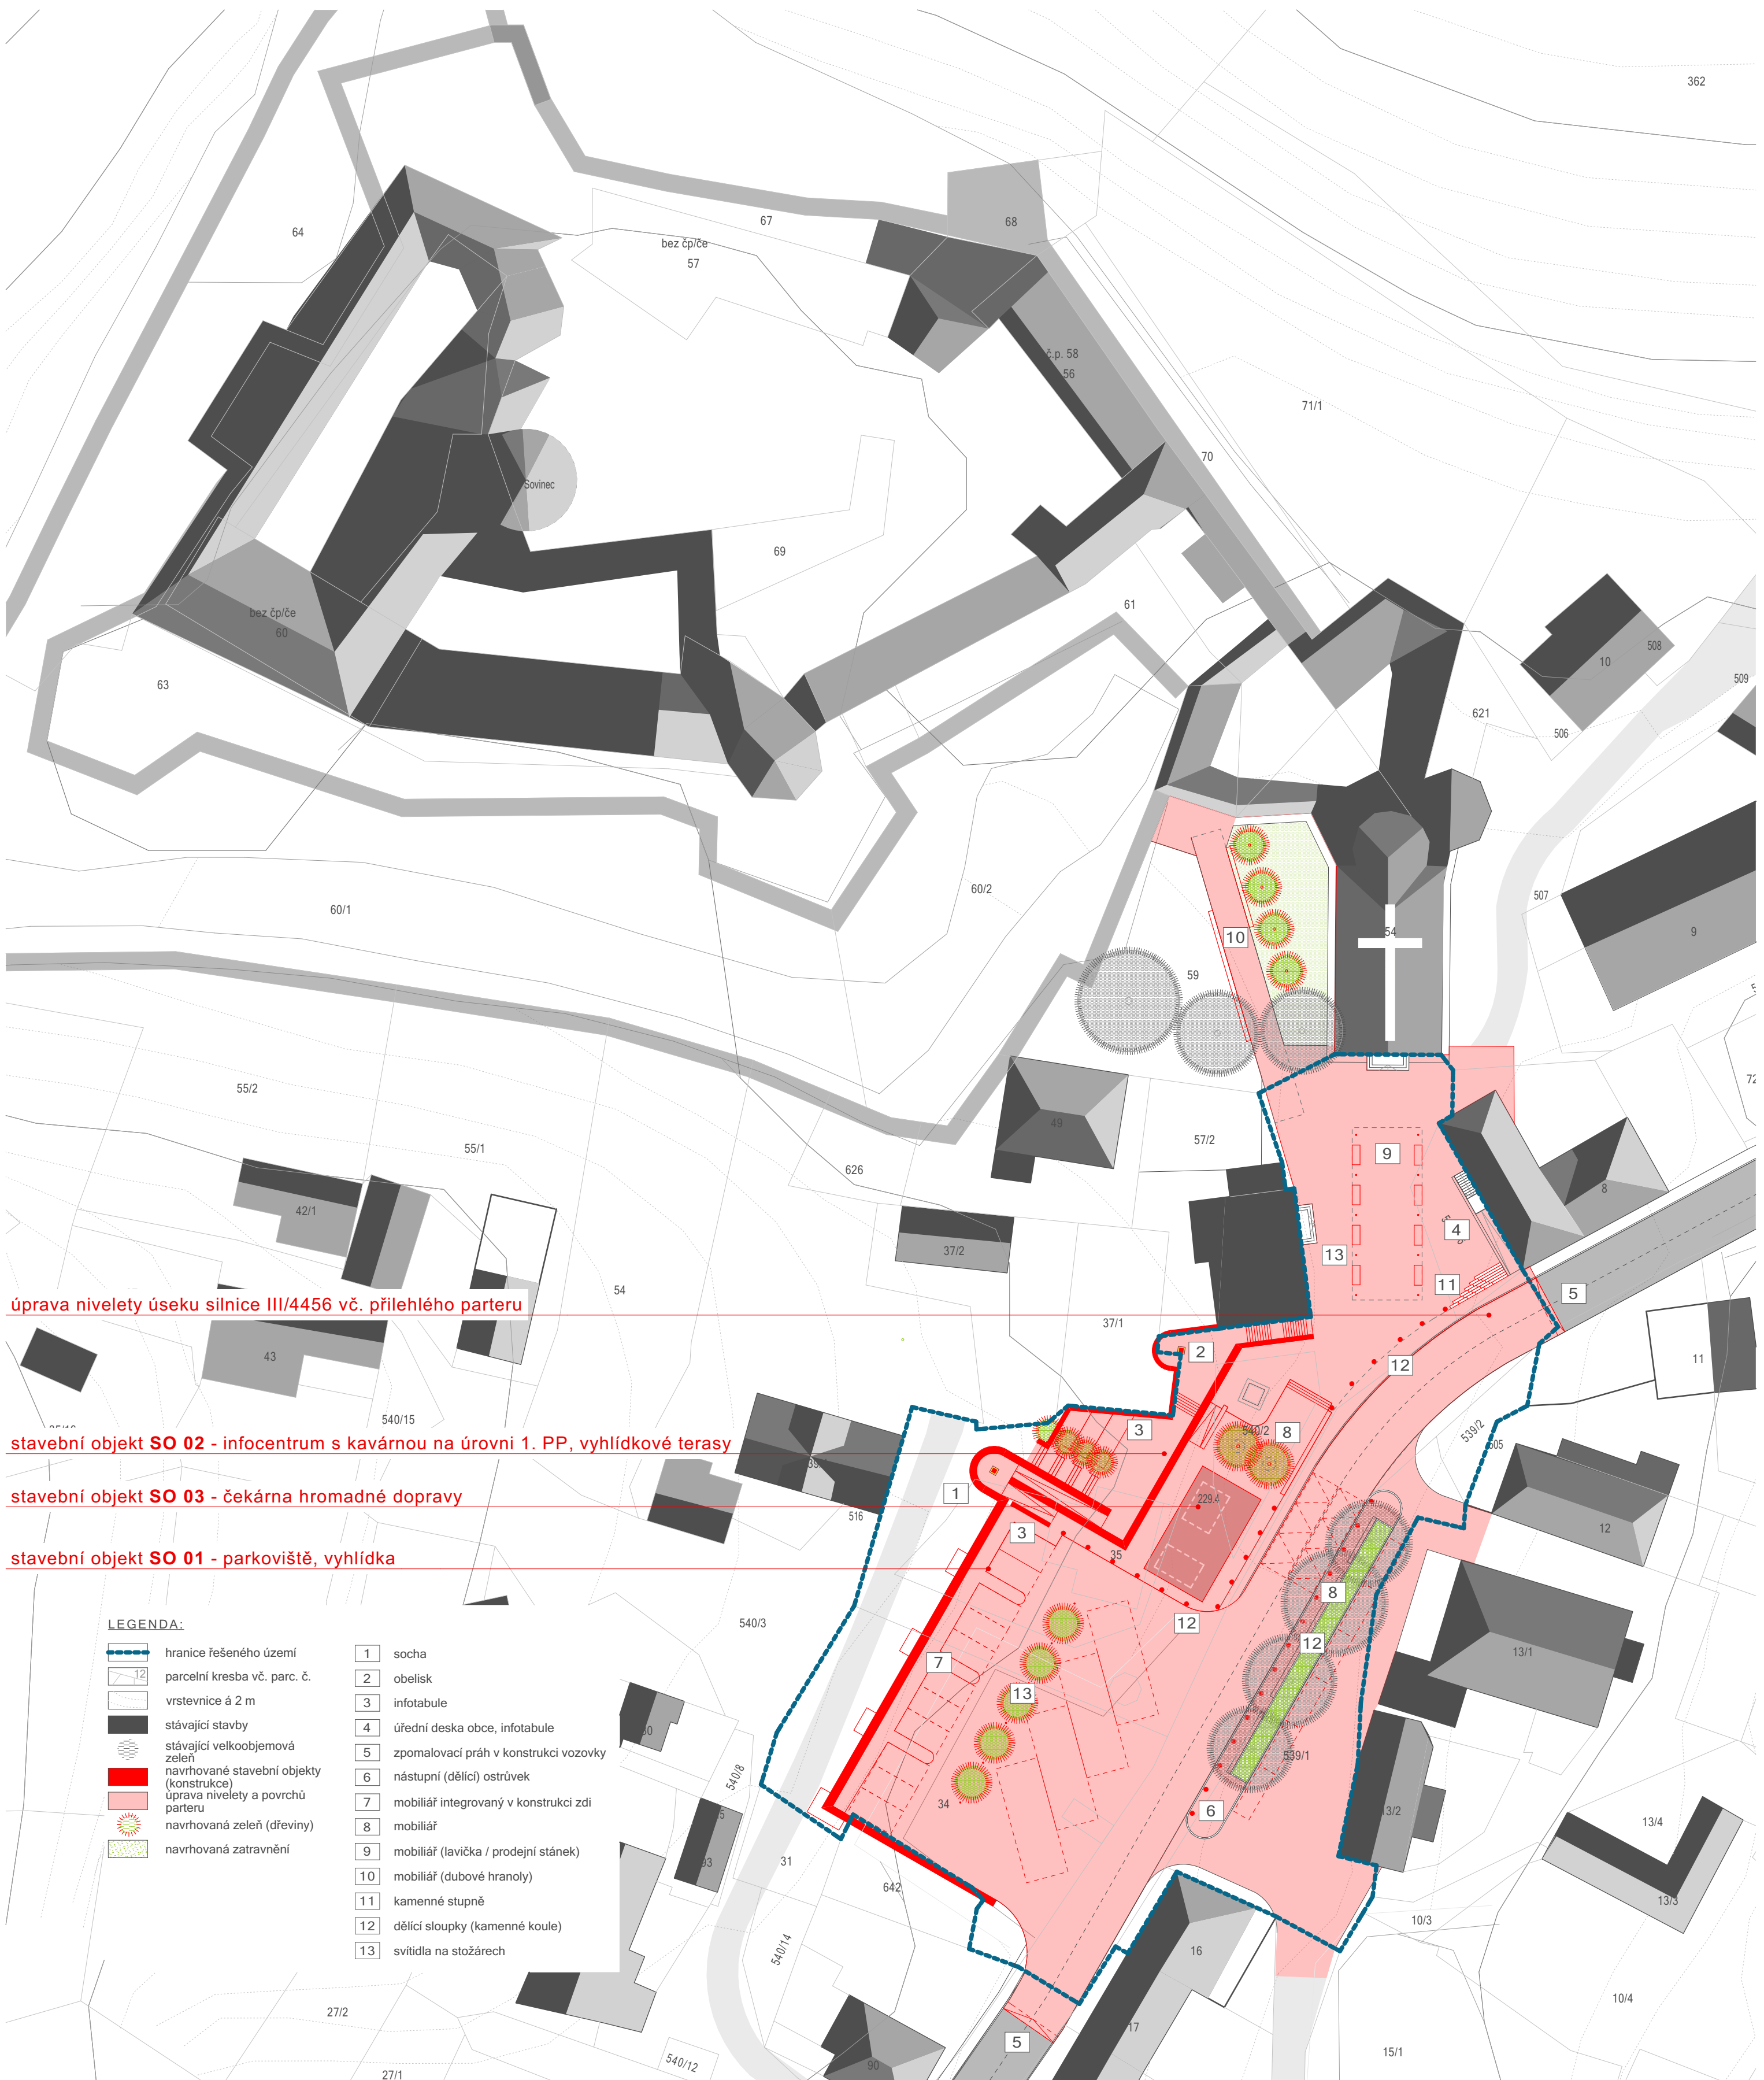 362
64
67
68
bez čp/če
57
č.p. 58
56
71/1
70
Sovinec
69
61
bez čp/če
60
63
10
508
509
621
506
507
9
54
60/2
60/1
10
59
55/2
49
57/2
72
55/1
626
9
42/1
37/2
8
4
13
11
54
5
úprava nivelety úseku silnice III/4456 vč. přilehlého parteru
37/1
43
2
12
11
540/15
3
8
540/2
539/2
505
stavební objekt SO 02 - infocentrum s kavárnou na úrovni 1. PP, vyhlídkové terasy
1
stavební objekt SO 03 - čekárna hromadné dopravy
229.4
516
3
12
35
stavební objekt SO 01 - parkoviště, vyhlídka
8
540/3
12
12
13/1
7
13
539/1
540/8
34
6
13/2
13/4
13/3
31
642
10/3
540/14
16
10/4
27/2
5
17
15/1
540/12
90
27/1
93
LEGENDA:
hranice řešeného území
12
parcelní kresba vč. parc. č.
vrstevnice á 2 m
stávající stavby
stávající velkoobjemová
zeleň
navrhované stavební objekty
(konstrukce)
úprava nivelety a povrchů
parteru
navrhovaná zeleň (dřeviny)
navrhovaná zatravnění
1 socha
2 obelisk
3 infotabule
4 úřední deska obce, infotabule
5 zpomalovací práh v konstrukci vozovky
6 nástupní (dělící) ostrůvek
7 mobiliář integrovaný v konstrukci zdi
8 mobiliář
9 mobiliář (lavička / prodejní stánek)
10 mobiliář (dubové hranoly)
11 kamenné stupně
12 dělící sloupky (kamenné koule)
13 svítidla na stožárech